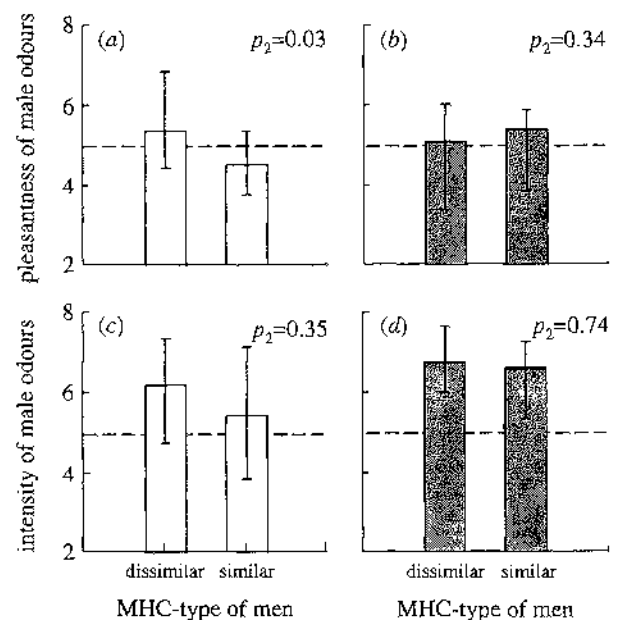 8 (a) p₂=0.03 (b) p₂=0.34
6
4
2
pleasantness of male odours
8 (c) p₂=0.35 (d) p₂=0.74
6
4
2
intensity of male odours
dissimilar similar dissimilar similar
MHC-type of men MHC-type of men